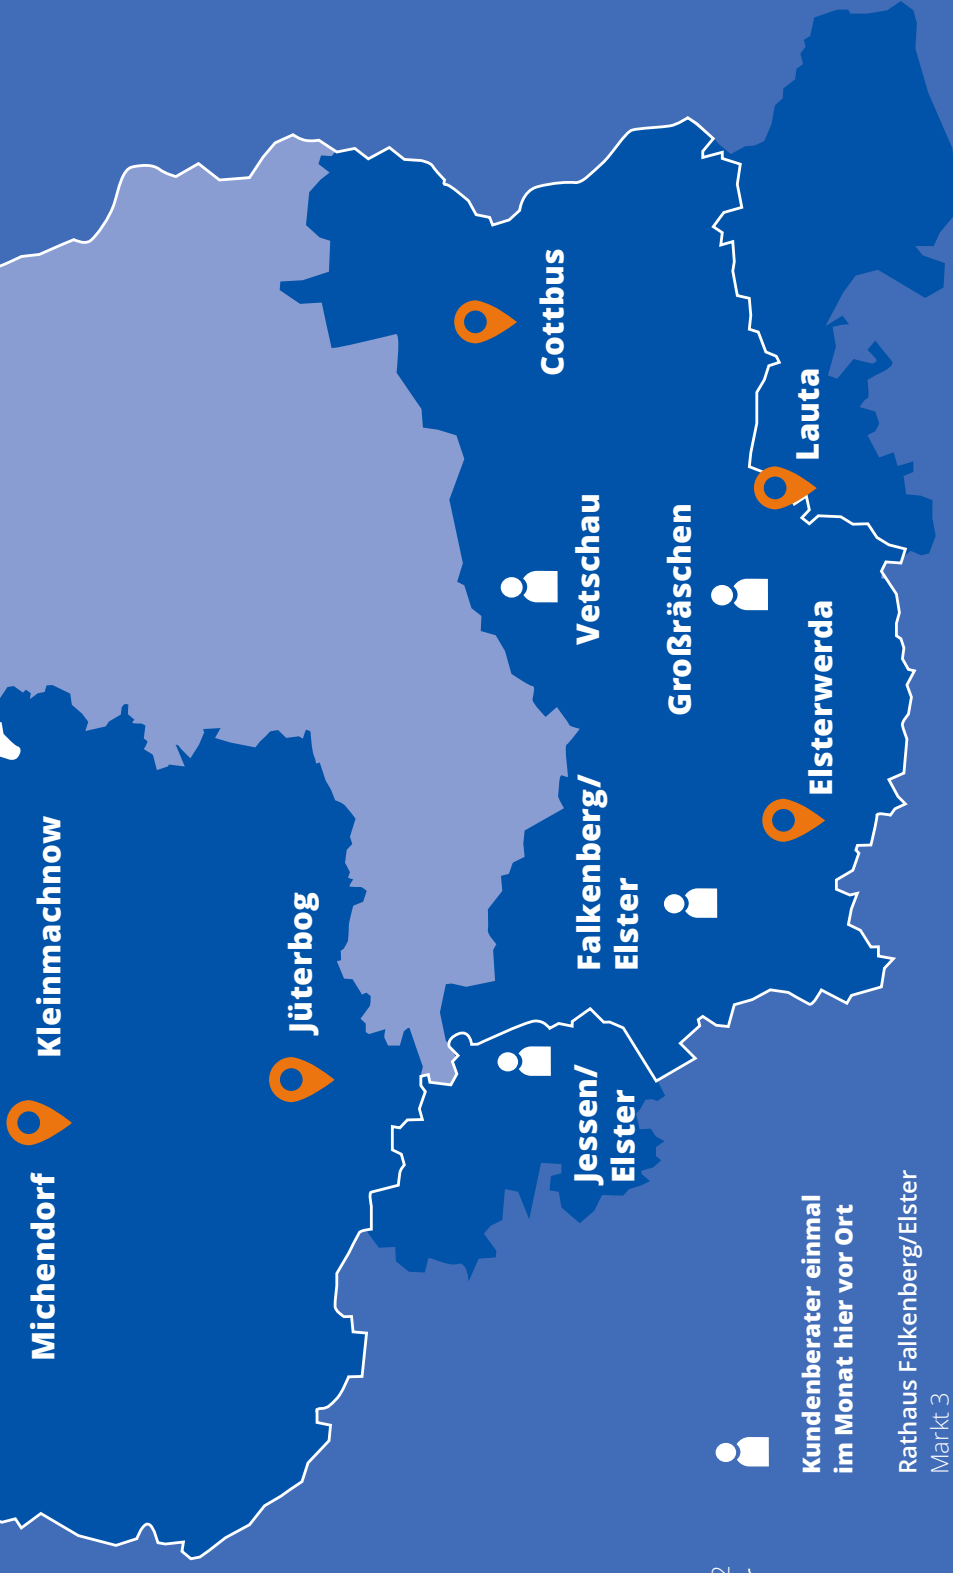 Michendorf
Kleinmachnow
Jüterbog
Cottbus
Vetschau
Falkenberg/
Elster
Jessen/
Elster
Großräschen
Lauta
Elsterwerda
Kundenberater einmal
im Monat hier vor Ort
Rathaus Falkenberg/Elster
Markt 3